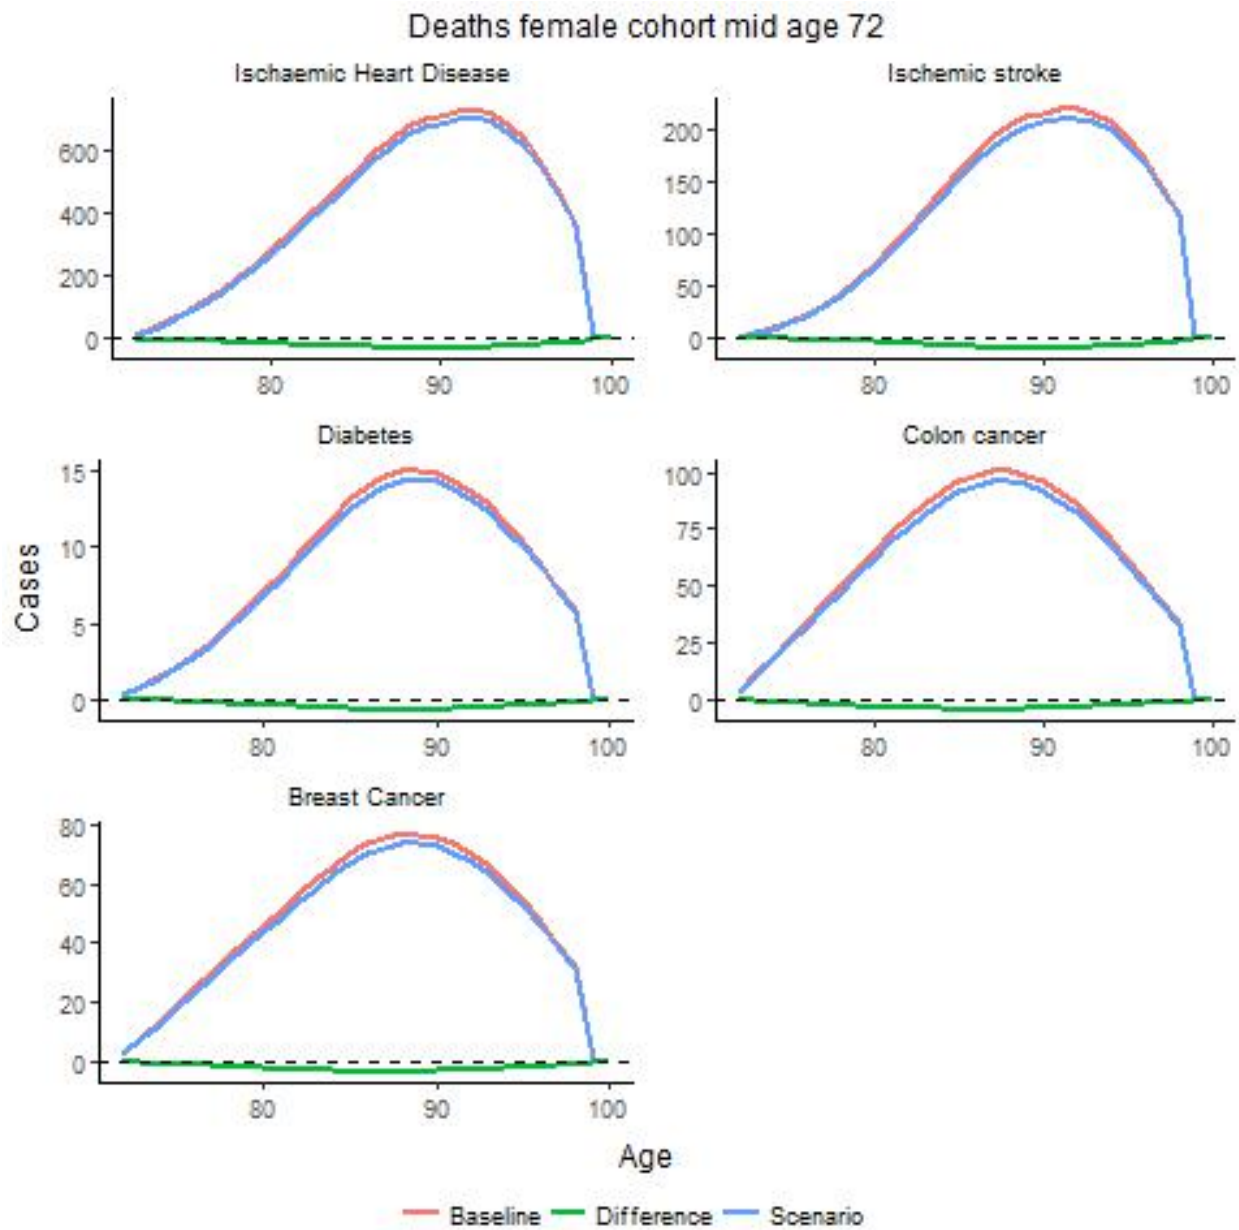 Deaths female cohort mid age 72
Ischaemic Heart Disease
600
400
200
0
80 90 100
Ischemic stroke
200
150
100
50
0
80 90 100
Diabetes
15
10
5
0
80 90 100
Colon cancer
100
75
50
25
0
80 90 100
Breast Cancer
80
60
40
20
0
80 90 100
Cases
Age
Baseline Difference Scenario